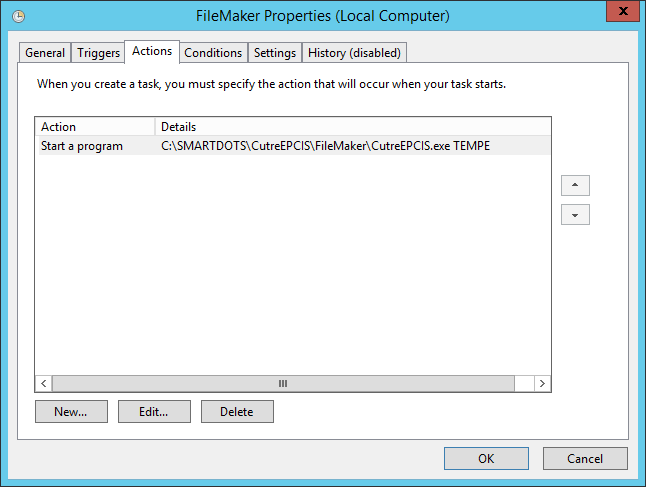 FileMaker Properties (Local Computer)
General Triggers Actions Conditions Settings History (disabled)
When you create a task, you must specify the action that will occur when your task starts.
Action Details
Start a program C:\SMARTDOTS\CutreEPCIS\FileMaker\CutreEPCIS.exe TEMPE
New... Edit... Delete
OK Cancel